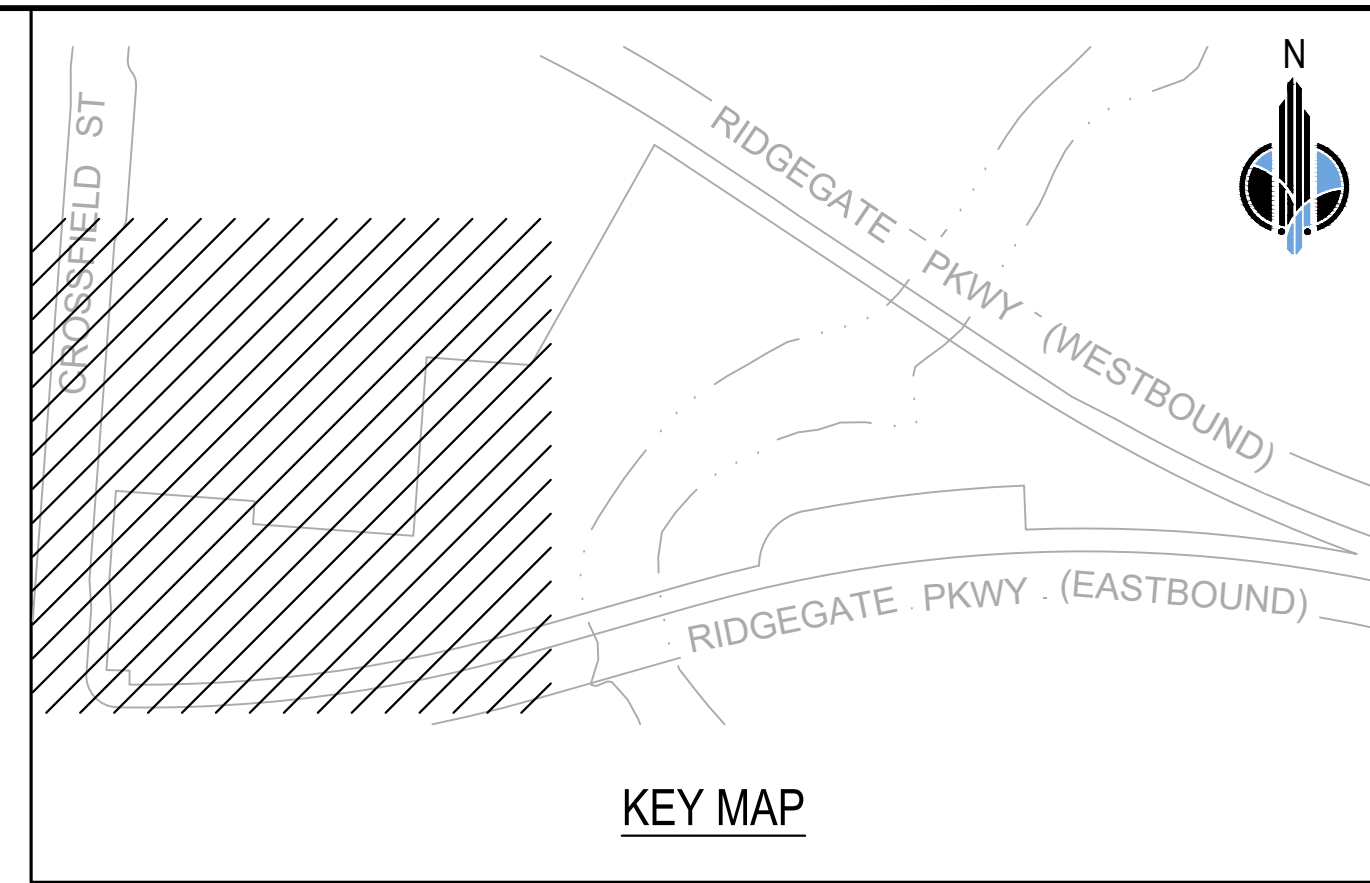 N
CROSSFIELD ST
RIDGEGATE PKWY (WESTBOUND)
RIDGEGATE PKWY (EASTBOUND)
KEY MAP